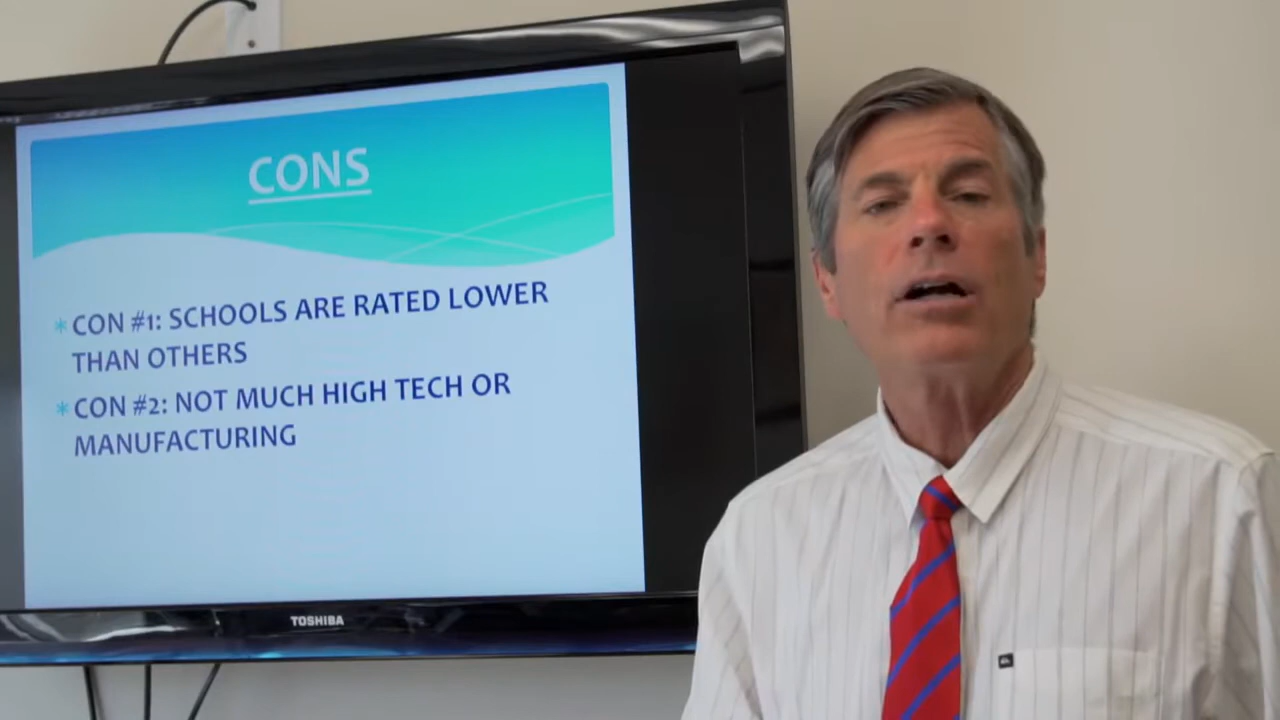 CONS
* CON #1: SCHOOLS ARE RATED LOWER
THAN OTHERS
* CON #2: NOT MUCH HIGH TECH OR
MANUFACTURING
TOSHIBA